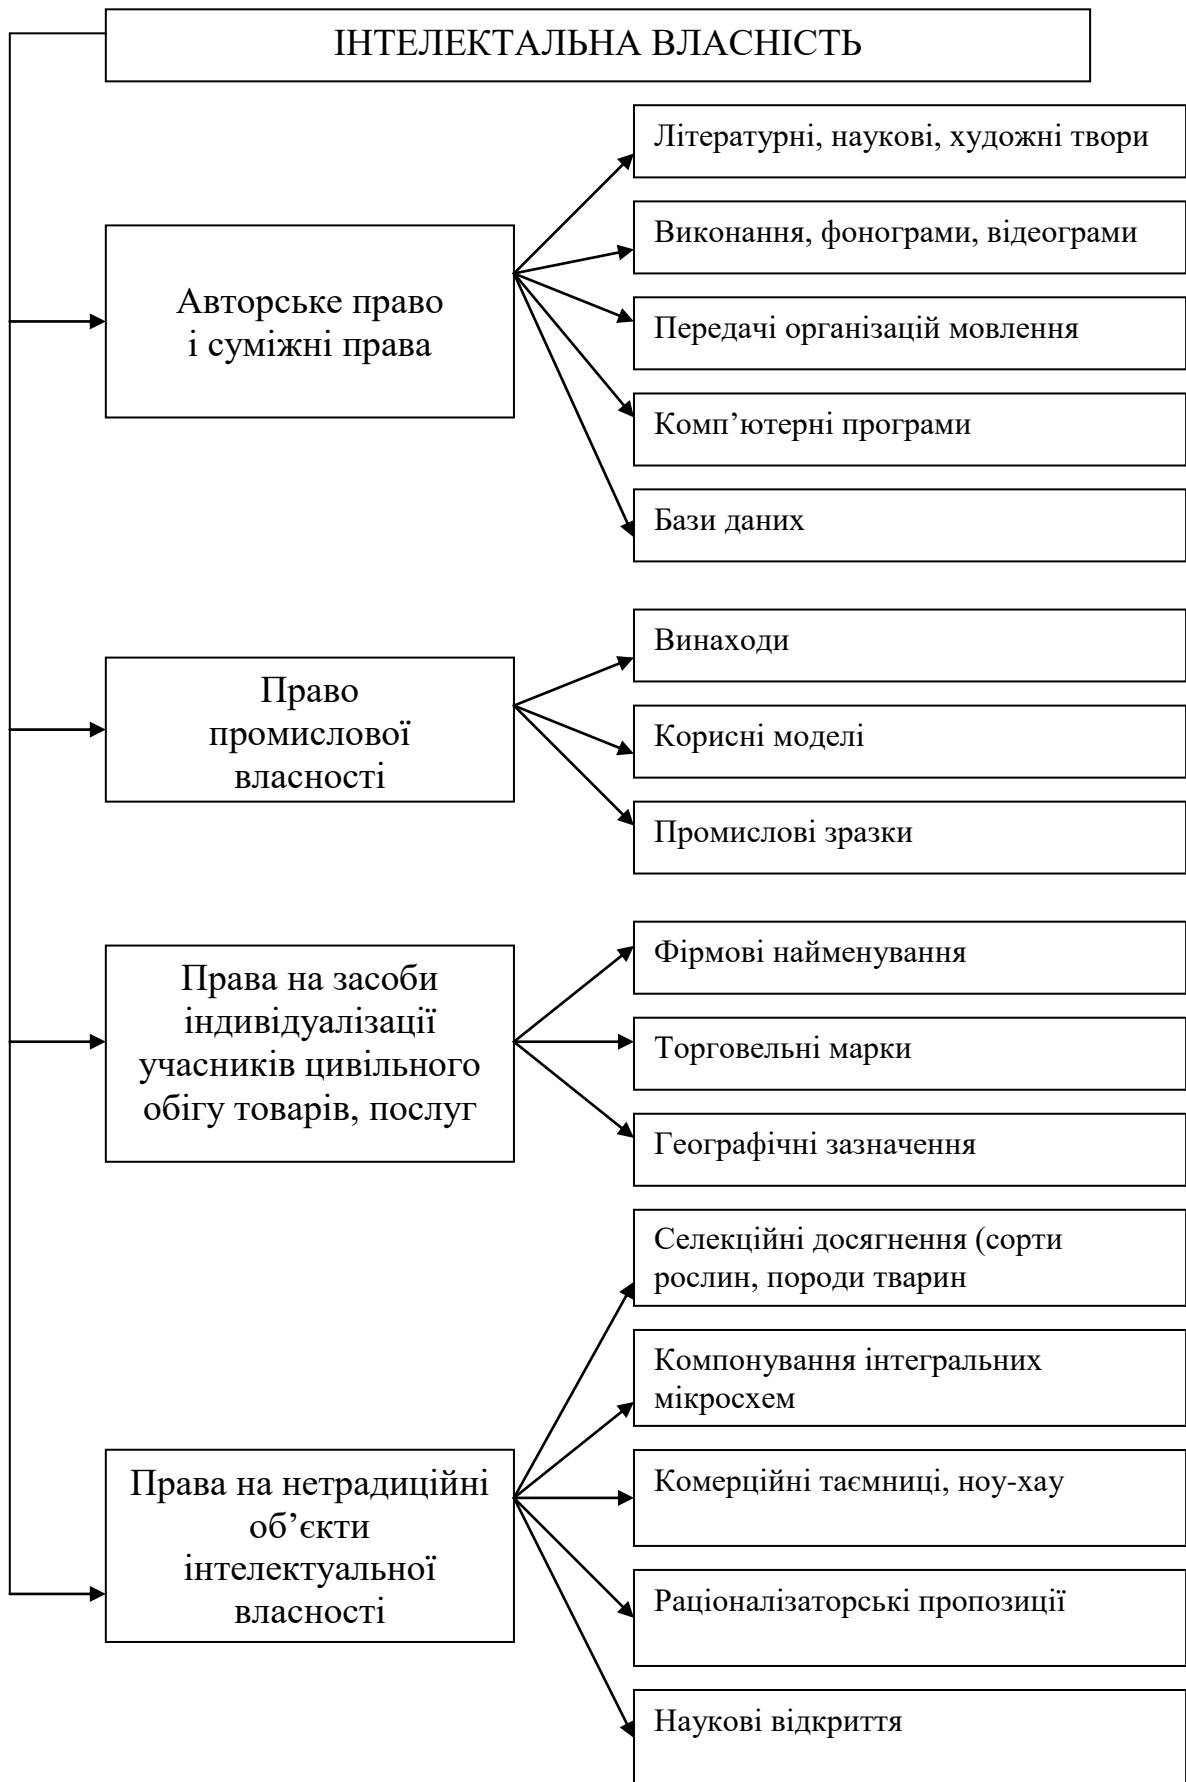 ІНТЕЛЕКТАЛЬНА ВЛАСНІСТЬ
Авторське право
і суміжні права
Літературні, наукові, художні твори
Виконання, фонограми, відеограми
Передачі організацій мовлення
Комп’ютерні програми
Бази даних
Право
промислової
власності
Винаходи
Корисні моделі
Промислові зразки
Права на засоби
індивідуалізації
учасників цивільного
обігу товарів, послуг
Фірмові найменування
Торговельні марки
Географічні зазначення
Права на нетрадиційні
об’єкти
інтелектуальної
власності
Селекційні досягнення (сорти
рослин, породи тварин
Компонування інтегральних
мікросхем
Комерційні таємниці, ноу-хау
Раціоналізаторські пропозиції
Наукові відкриття